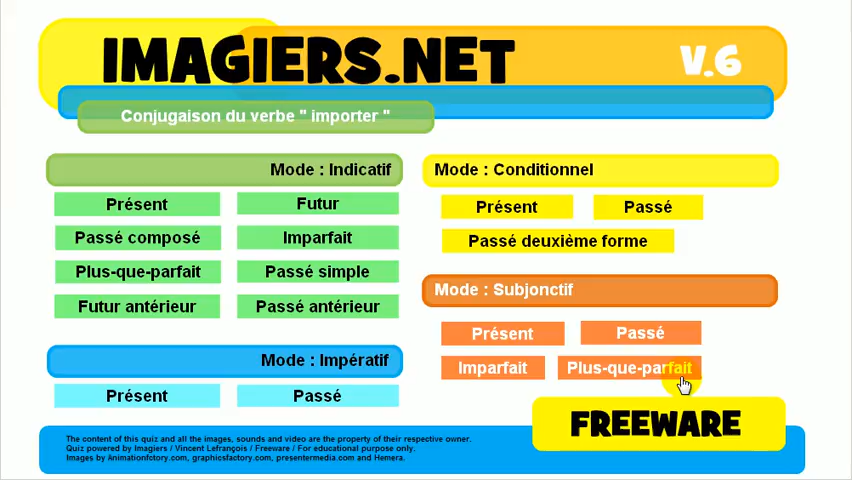 IMAGIERS.NET
V.6
Conjugaison du verbe " importer "
Mode : Indicatif
Présent
Futur
Passé composé
Imparfait
Plus-que-parfait
Passé simple
Futur antérieur
Passé antérieur
Mode : Impératif
Présent
Passé
Mode : Conditionnel
Présent
Passé
Passé deuxième forme
Mode : Subjonctif
Présent
Passé
Imparfait
Plus-que-parfait
FREEWARE
The content of this quiz and all the images, sounds and video are the property of their respective owner.
Quiz powered by Imagiers / Vincent Lefrançois / Freeware / For educational purpose only.
Images by Animationfctory.com, graphicsfactory.com, presentermedia.com and Hemera.